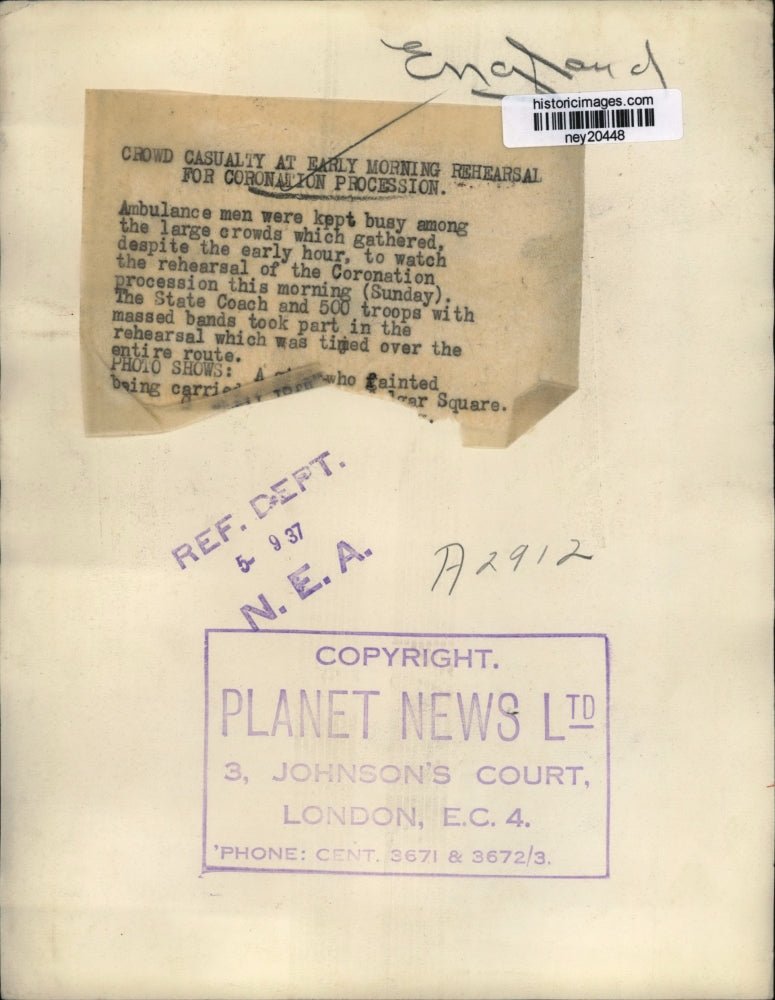 England
historicimages.com
ney20448
CROWD CASUALTY AT EARLY MORNING REHEARSAL
FOR CORONATION PROCESSION.
Ambulance men were kept busy among
the large crowds which gathered,
despite the early hour, to watch
the rehearsal of the Coronation
procession this morning (Sunday).
The State Coach and 500 troops with
massed bands took part in the
rehearsal which was timed over the
entire route.
PHOTO SHOWS: A who fainted
being Square.
REF. DEPT.
5 9 37
N. E. A.
A2912
COPYRIGHT.
PLANET NEWS LTD
3, JOHNSON'S COURT,
LONDON, E.C. 4.
'PHONE: CENT. 3671 & 3672/3.